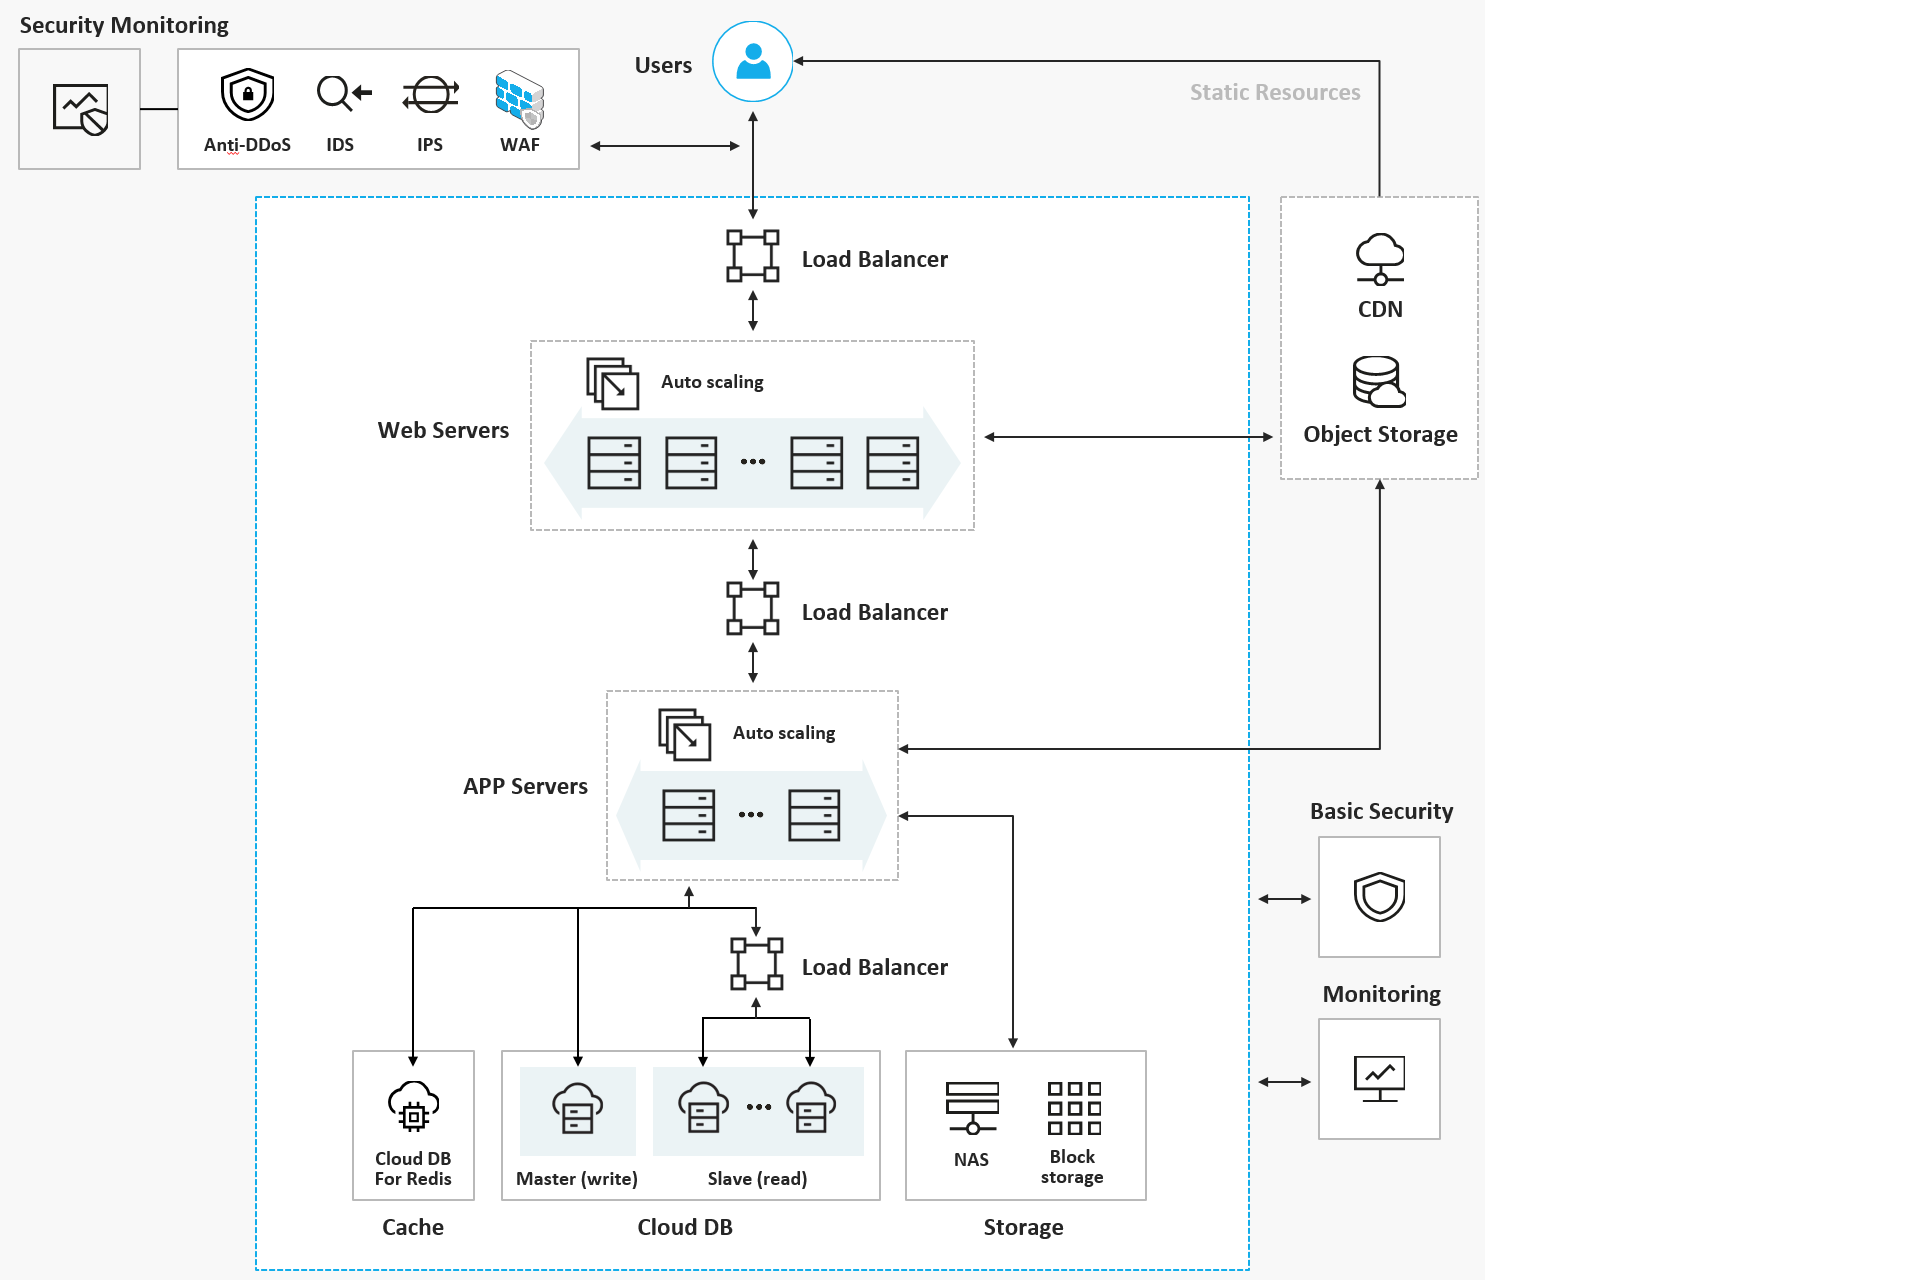 Security Monitoring
Users
Static Resources
Anti-DDoS
IDS
IPS
WAF
Load Balancer
CDN
Auto scaling
Web Servers
Object Storage
Load Balancer
Auto scaling
APP Servers
Basic Security
Load Balancer
Monitoring
Cloud DB
For Redis
Master (write)
Slave (read)
NAS
Block
storage
Cache
Cloud DB
Storage